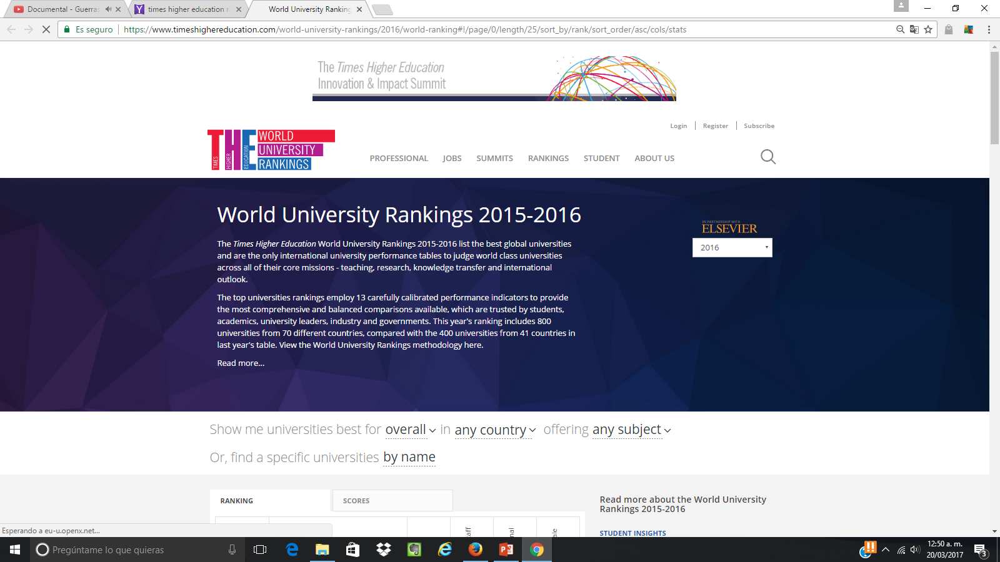 Documental - Guerras
times higher education r
World University Ranking
Es seguro
https://www.timeshighereducation.com/world-university-rankings/2016/world-ranking#!/page/0/length/25/sort_by/rank/sort_order/asc/cols/stats
The Times Higher Education
Innovation & Impact Summit
Login
Register
Subscribe
THE
TIMES
HIGHER
EDUCATION
WORLD
UNIVERSITY
RANKINGS
PROFESSIONAL
JOBS
SUMMITS
RANKINGS
STUDENT
ABOUT US
World University Rankings 2015-2016
IN PARTNERSHIP WITH
ELSEVIER
2016
The Times Higher Education World University Rankings 2015-2016 list the best global universities
and are the only international university performance tables to judge world class universities
across all of their core missions - teaching, research, knowledge transfer and international
outlook.
The top universities rankings employ 13 carefully calibrated performance indicators to provide
the most comprehensive and balanced comparisons available, which are trusted by students,
academics, university leaders, industry and governments. This year's ranking includes 800
universities from 70 different countries, compared with the 400 universities from 41 countries in
last year's table. View the World University Rankings methodology here.
Read more...
Show me universities best for overall in any country offering any subject
Or, find a specific universities by name
RANKING
SCORES
Read more about the World University
Rankings 2015-2016
STUDENT INSIGHTS
Esperando a eu-u.openx.net...
Pregúntame lo que quieras
12:50 a. m.
20/03/2017
3